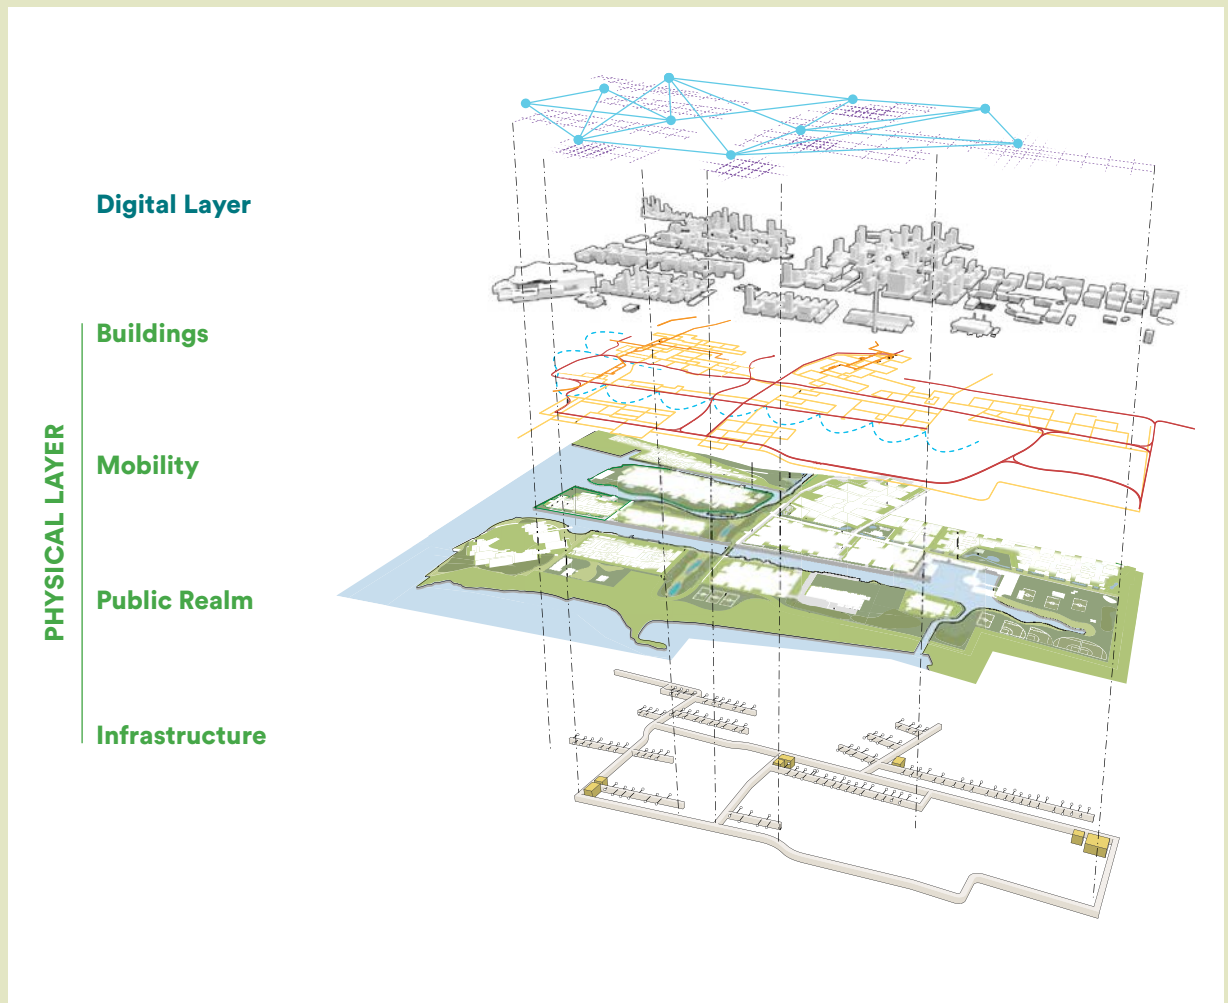 Digital Layer
PHYSICAL LAYER
Buildings
Mobility
Public Realm
Infrastructure